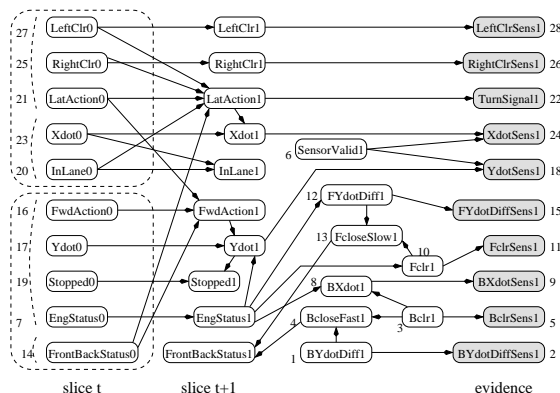 27 LeftClr0 LeftClr1 LeftClrSens1 28
25 RightClr0 RightClr1 RightClrSens1 26
21 LatAction0 LatAction1 TurnSignal1 22
23 Xdot0 Xdot1 XdotSens1 24
6 SensorValid1
20 InLane0 InLane1 YdotSens1 18
12 FYdotDiff1
16 FwdAction0 FwdAction1 FYdotDiffSens1 15
13 FcloseSlow1
17 Ydot0 Ydot1 FclrSens1 11
10 Fclr1
19 Stopped0 Stopped1 8 BXdot1 BXdotSens1 9
7 EngStatus0 EngStatus1 4 BcloseFast1 3 Bclr1 BclrSens1 5
14 FrontBackStatus0 FrontBackStatus1 1 BYdotDiff1 BYdotDiffSens1 2
slice t slice t+1 evidence